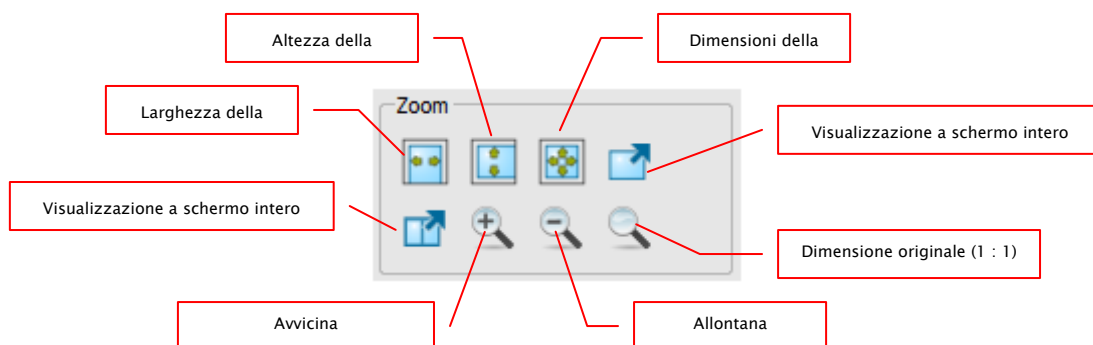 Altezza della
Dimensioni della
Larghezza della
Zoom
Visualizzazione a schermo intero
Visualizzazione a schermo intero
Dimensione originale (1 : 1)
Avvicina
Allontana